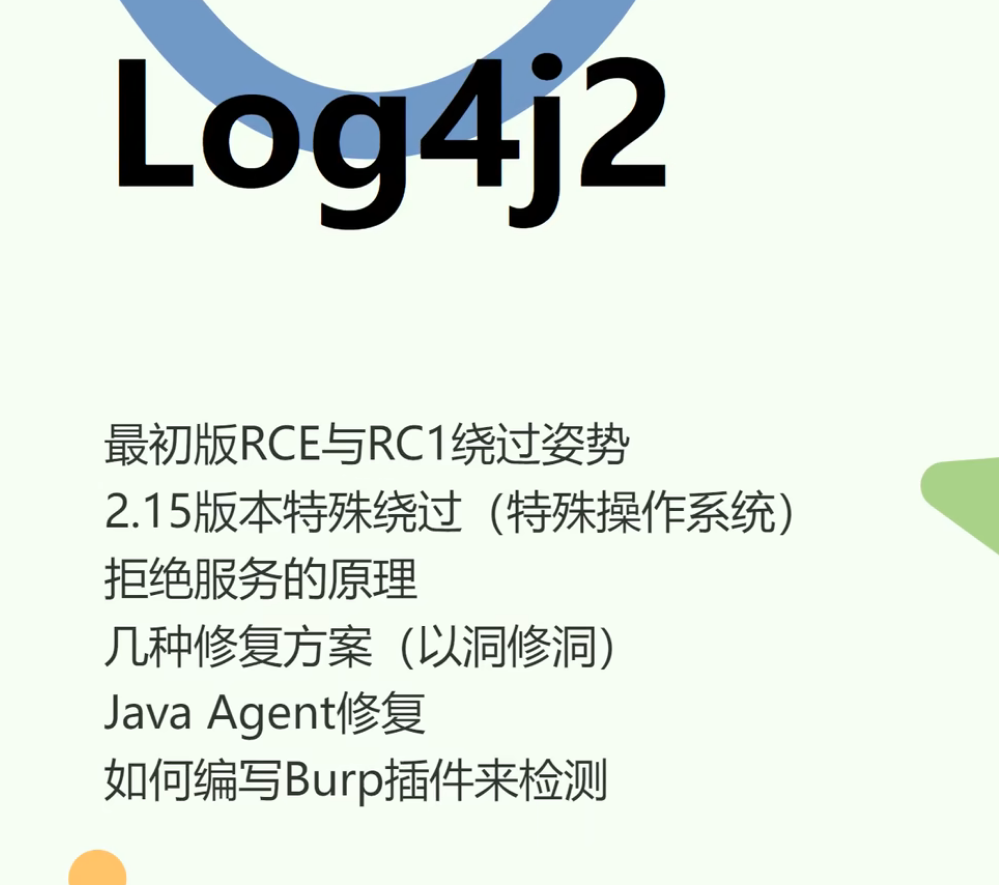 Log4j2
最初版RCE与RC1绕过姿势
2.15版本特殊绕过（特殊操作系统）
拒绝服务的原理
几种修复方案（以洞修洞）
Java Agent修复
如何编写Burp插件来检测